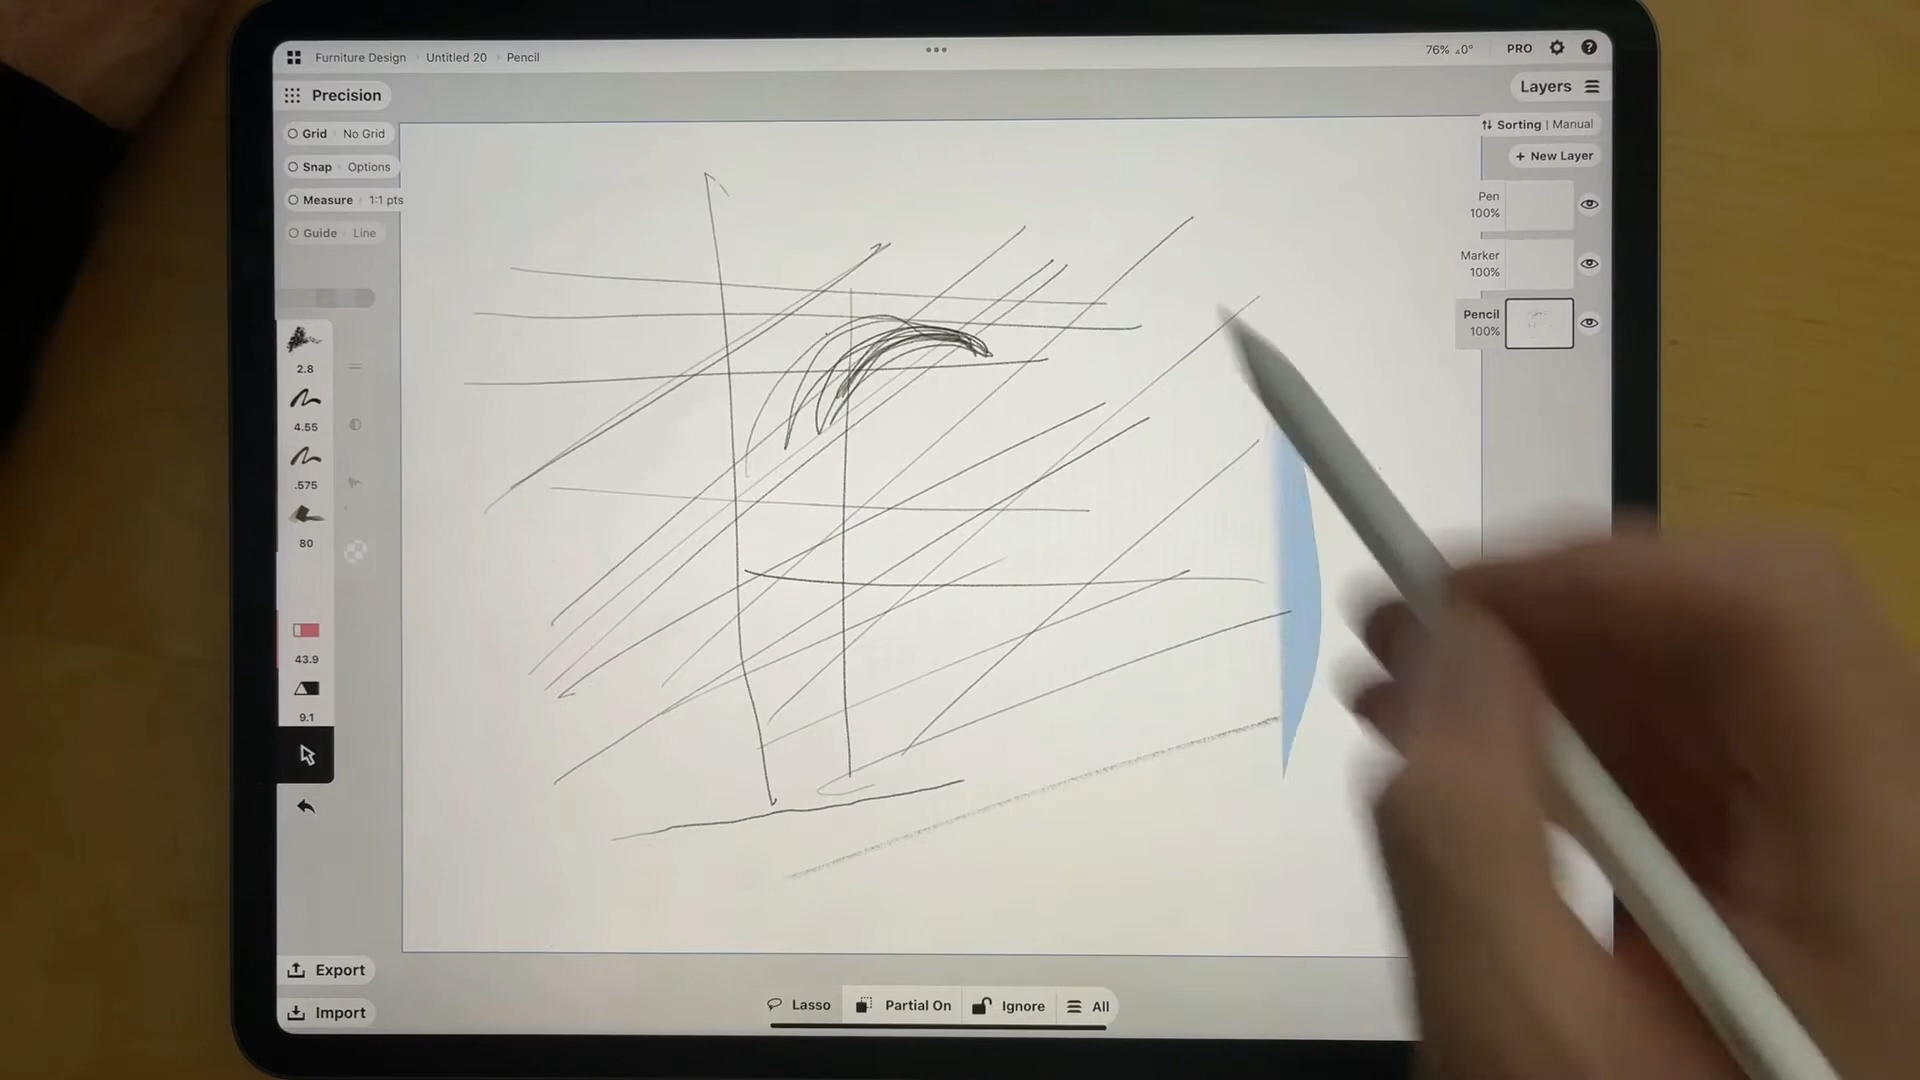 Furniture Design › Untitled 20 › Pencil
76% ⊿0° PRO ?
Precision
Layers
Grid · No Grid
Snap · Options
Measure · 1:1 pts
Guide · Line
Sorting | Manual
+ New Layer
Pen
100%
Marker
100%
Pencil
100%
2.8
4.55
.575
80
43.9
9.1
Export
Import
Lasso
Partial On
Ignore
All